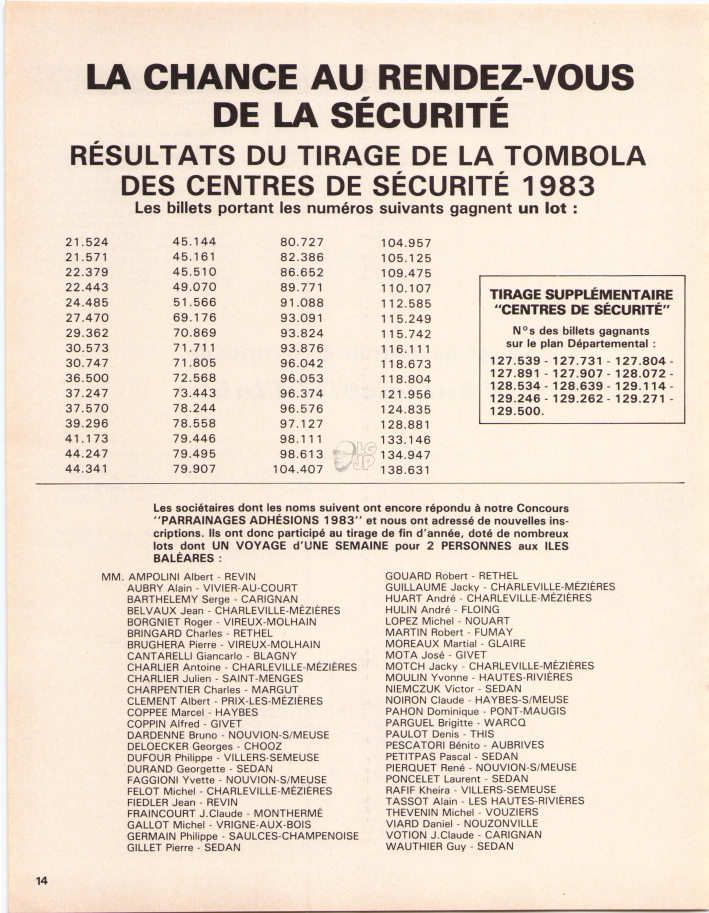 LA CHANCE AU RENDEZ-VOUS
DE LA SÉCURITÉ
RÉSULTATS DU TIRAGE DE LA TOMBOLA
DES CENTRES DE SÉCURITÉ 1983
Les billets portant les numéros suivants gagnent un lot :
21.524
21.571
22.379
22.443
24.485
27.470
29.362
30.573
30.747
36.500
37.247
37.570
39.296
41.173
44.247
44.341
45.144
45.161
45.510
49.070
51.566
69.176
70.869
71.711
71.805
72.568
73.443
78.244
78.558
79.446
79.495
79.907
80.727
82.386
86.652
89.771
91.088
93.091
93.824
93.876
96.042
96.053
96.374
96.576
97.127
98.111
98.613
104.407
104.957
105.125
109.475
110.107
112.585
115.249
115.742
116.111
118.673
118.804
121.956
124.835
128.881
133.146
134.947
138.631
LG
JP
TIRAGE SUPPLÉMENTAIRE
"CENTRES DE SÉCURITÉ"
Nos des billets gagnants
sur le plan Départemental :
127.539 - 127.731 - 127.804 -
127.891 - 127.907 - 128.072 -
128.534 - 128.639 - 129.114 -
129.246 - 129.262 - 129.271 -
129.500.
Les sociétaires dont les noms suivent ont encore répondu à notre Concours
''PARRAINAGES ADHÉSIONS 1983'' et nous ont adressé de nouvelles ins-
criptions. Ils ont donc participé au tirage de fin d'année, doté de nombreux
lots dont UN VOYAGE d'UNE SEMAINE pour 2 PERSONNES aux ILES
BALÉARES :
MM. AMPOLINI Albert - REVIN
AUBRY Alain - VIVIER-AU-COURT
BARTHELEMY Serge - CARIGNAN
BELVAUX Jean - CHARLEVILLE-MÉZIÈRES
BORGNIET Roger - VIREUX-MOLHAIN
BRINGARD Charles - RETHEL
BRUGHERA Pierre - VIREUX-MOLHAIN
CANTARELLI Giancarlo - BLAGNY
CHARLIER Antoine - CHARLEVILLE-MÉZIÈRES
CHARLIER Julien - SAINT-MENGES
CHARPENTIER Charles - MARGUT
CLEMENT Albert - PRIX-LES-MÉZIÈRES
COPPEE Marcel - HAYBES
COPPIN Alfred - GIVET
DARDENNE Bruno - NOUVION-S/MEUSE
DELOECKER Georges - CHOOZ
DUFOUR Philippe - VILLERS-SEMEUSE
DURAND Georgette - SEDAN
FAGGIONI Yvette - NOUVION-S/MEUSE
FELOT Michel - CHARLEVILLE-MÉZIÈRES
FIEDLER Jean - REVIN
FRAINCOURT J.Claude - MONTHERMÉ
GALLOT Michel - VRIGNE-AUX-BOIS
GERMAIN Philippe - SAULCES-CHAMPENOISE
GILLET Pierre - SEDAN
GOUARD Robert - RETHEL
GUILLAUME Jacky - CHARLEVILLE-MÉZIÈRES
HUART André - CHARLEVILLE-MÉZIÈRES
HULIN André - FLOING
LOPEZ Michel - NOUART
MARTIN Robert - FUMAY
MOREAUX Martial - GLAIRE
MOTA José - GIVET
MOTCH Jacky - CHARLEVILLE-MÉZIÈRES
MOULIN Yvonne - HAUTES-RIVIÈRES
NIEMCZUK Victor - SEDAN
NOIRON Claude - HAYBES-S/MEUSE
PAHON Dominique - PONT-MAUGIS
PARGUEL Brigitte - WARCQ
PAULOT Denis - THIS
PESCATORI Bénito - AUBRIVES
PETITPAS Pascal - SEDAN
PIERQUET René - NOUVION-S/MEUSE
PONCELET Laurent - SEDAN
RAFIF Kheira - VILLERS-SEMEUSE
TASSOT Alain - LES HAUTES-RIVIÈRES
THEVENIN Michel - VOUZIERS
VIARD Daniel - NOUZONVILLE
VOTION J.Claude - CARIGNAN
WAUTHIER Guy - SEDAN
14